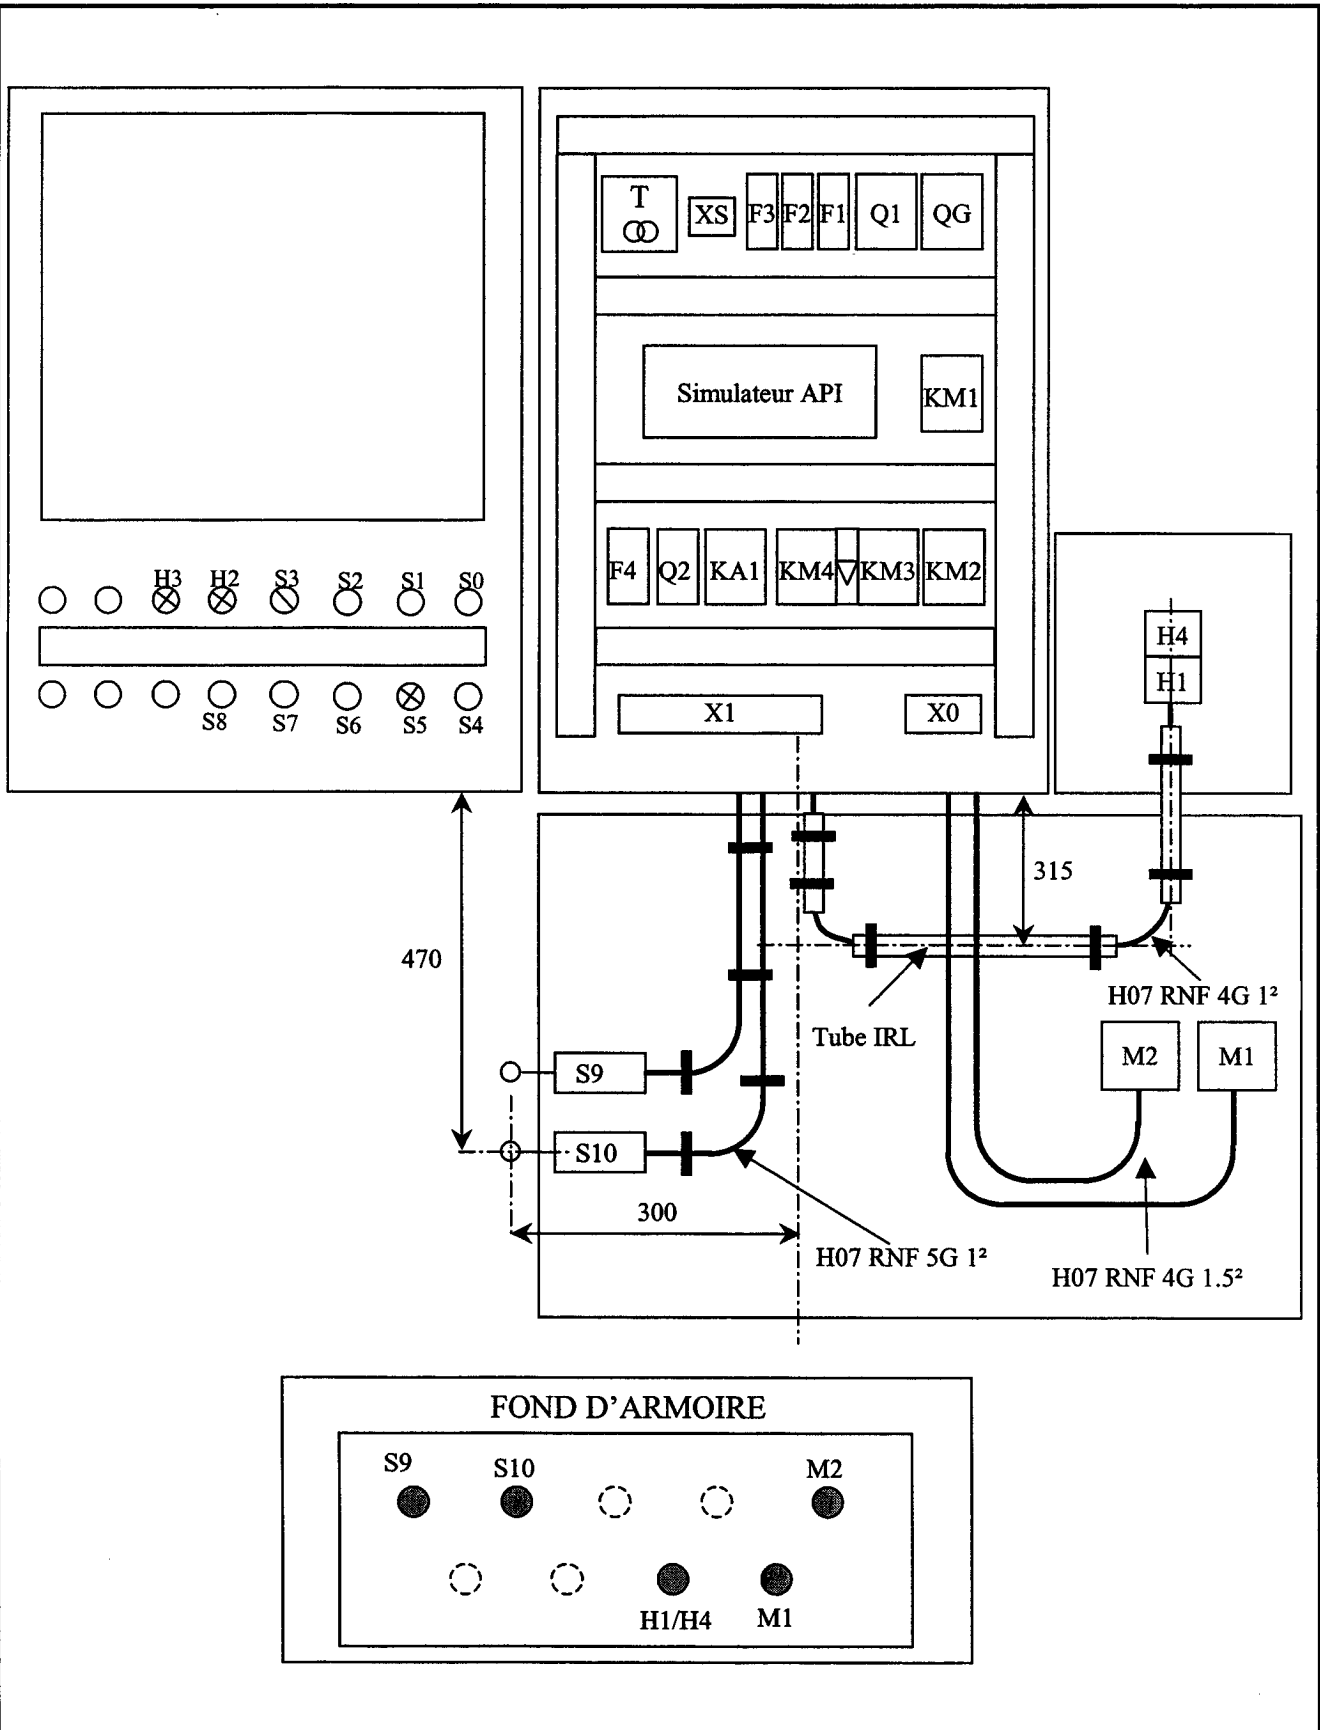 T
XS
F3
F2
F1
Q1
QG
Simulateur API
KM1
F4
Q2
KA1
KM4
KM3
KM2
H3
H2
S3
S2
S1
S0
S8
S7
S6
S5
S4
X1
X0
H4
H1
315
470
H07 RNF 4G 1²
Tube IRL
M2
M1
S9
S10
300
H07 RNF 5G 1²
H07 RNF 4G 1.5²
FOND D'ARMOIRE
S9
S10
M2
H1/H4
M1